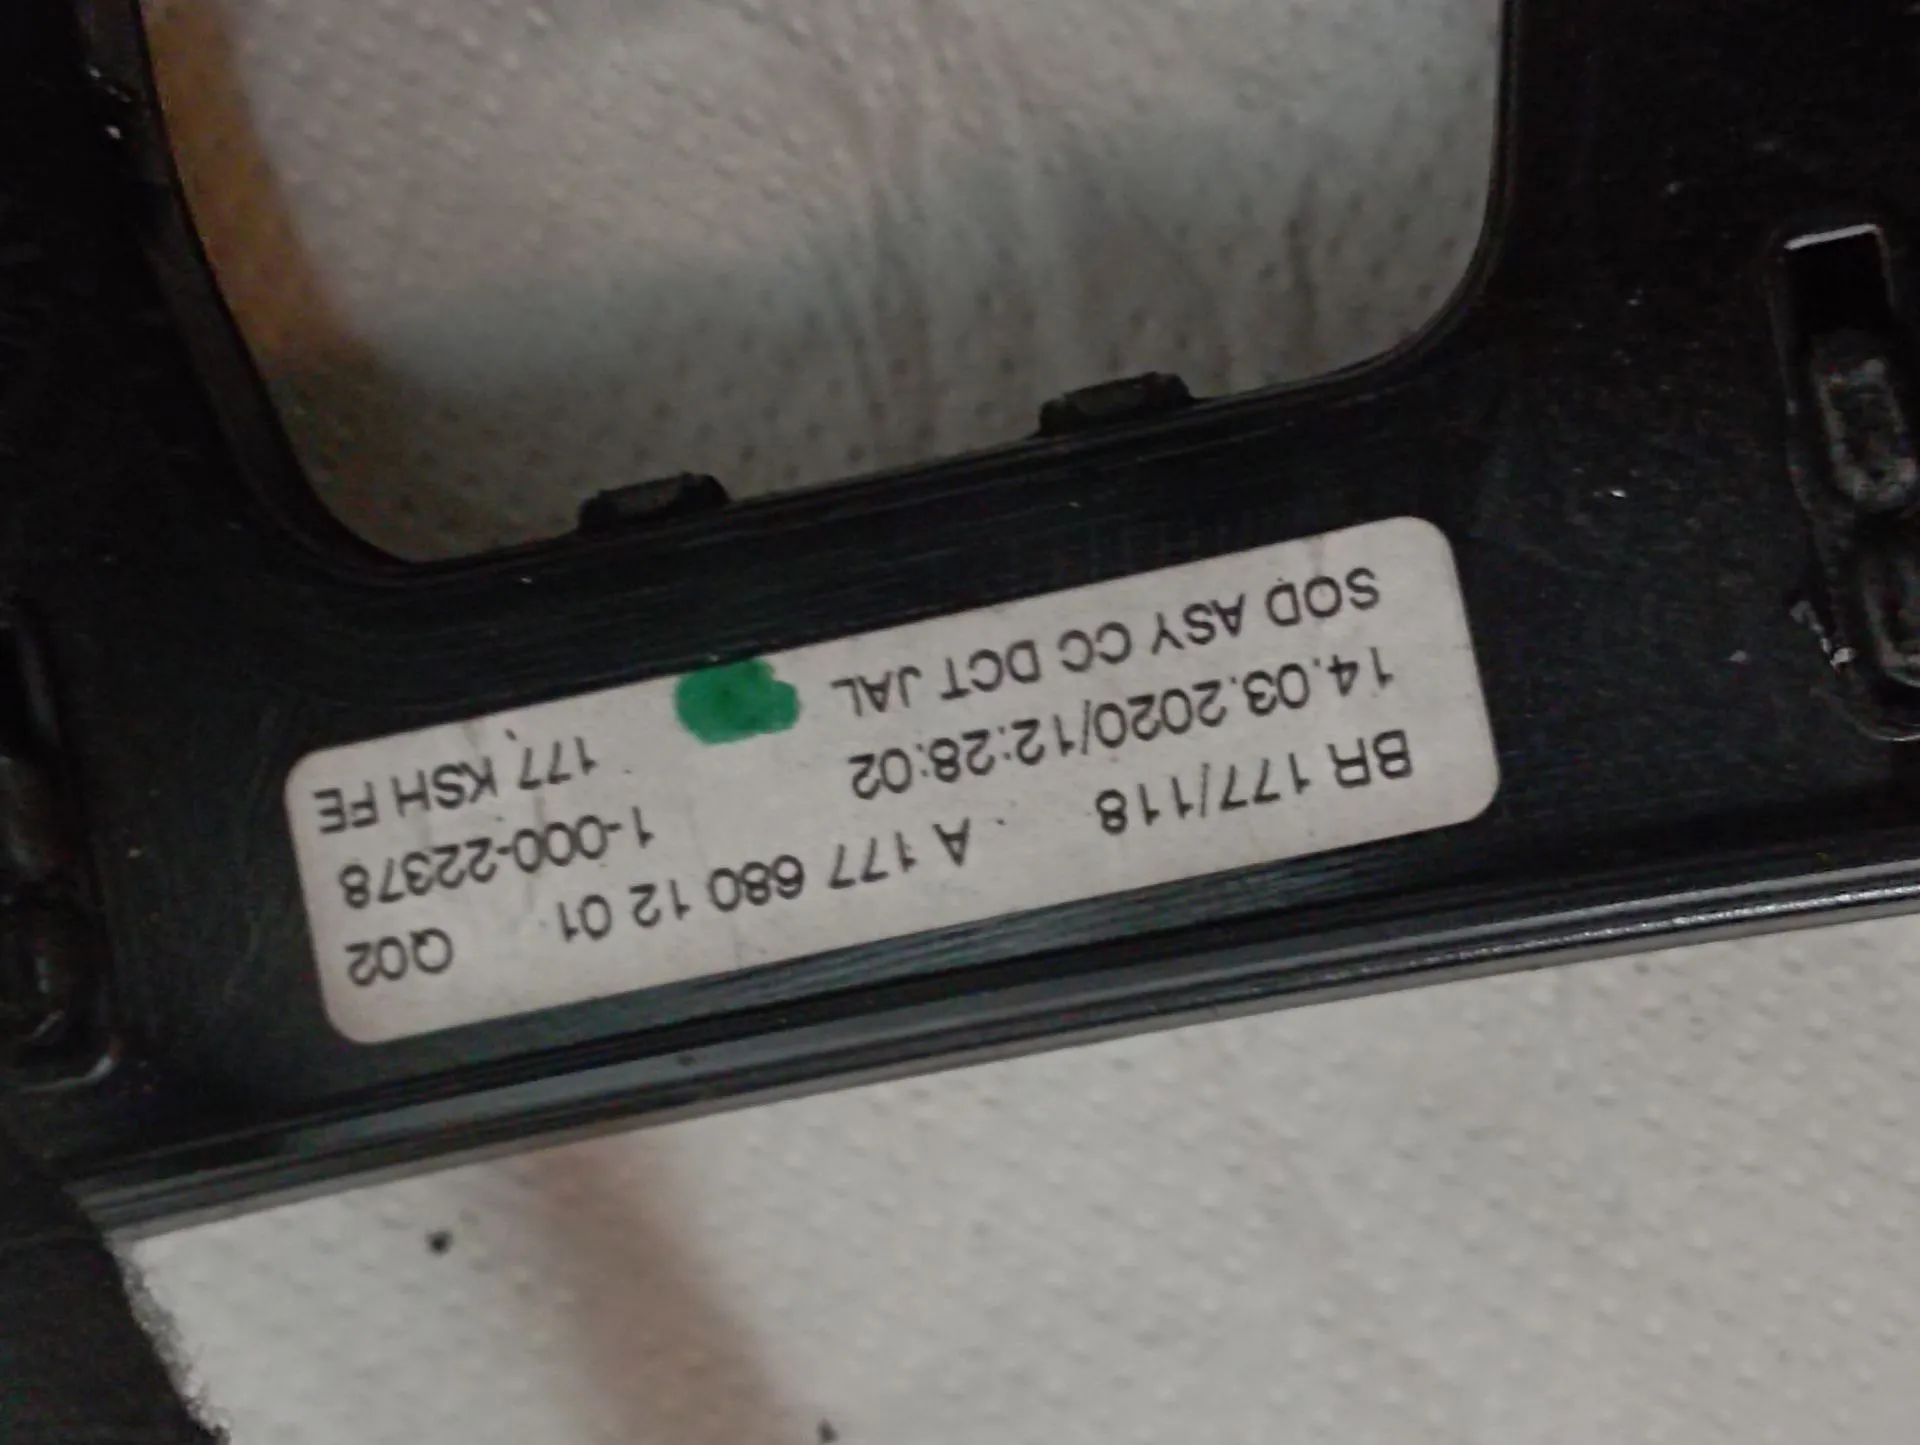 BR 177/118 A 177 680 12 01 Q02
14.03.2020/12:28:02 1-000-22378
SOD ASY CC DCT JAL 177 KSH FE